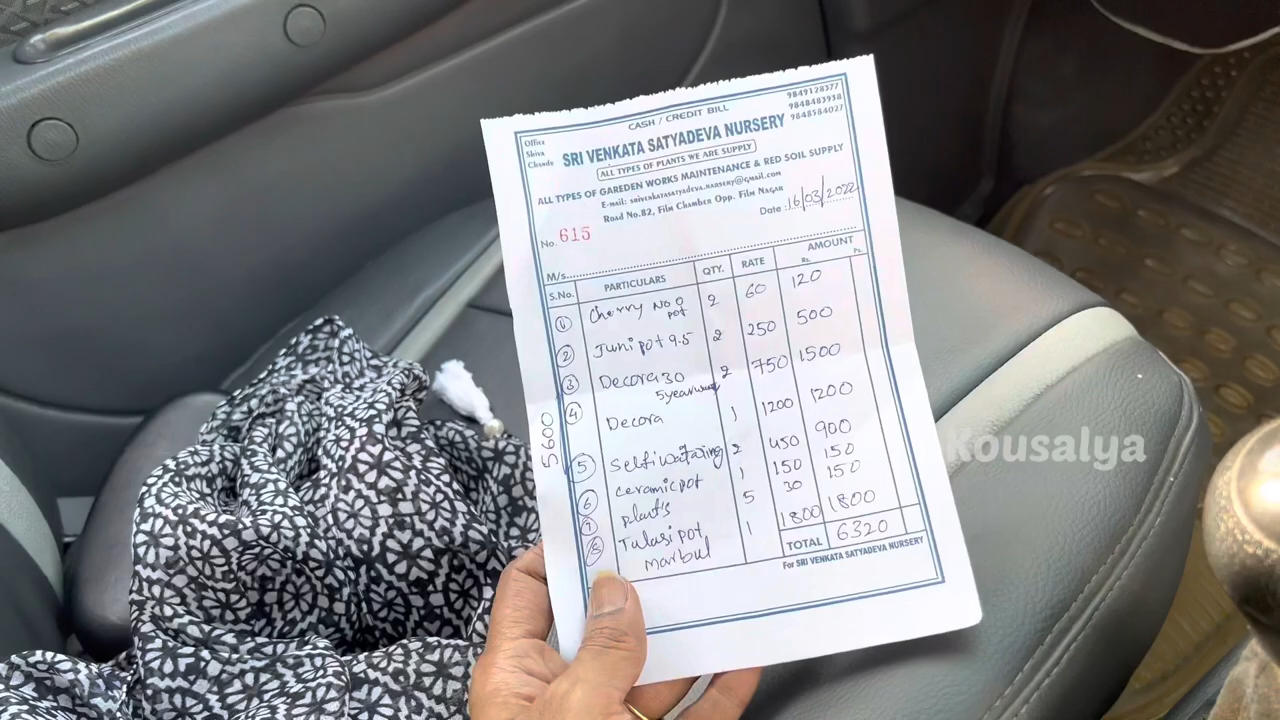 CASH / CREDIT BILL
9849128377
9848483938
9848584027
Office
Shiva
Chande
SRI VENKATA SATYADEVA NURSERY
ALL TYPES OF PLANTS WE ARE SUPPLY
ALL TYPES OF GAREDEN WORKS MAINTENANCE & RED SOIL SUPPLY
E-mail: srivenkatasatyadeva.nursery@gmail.com
Road No.82, Film Chamber Opp. Film Nagar
No. 615
Date : 16/03/2022
M/s.
S.No. PARTICULARS QTY. RATE AMOUNT
Rs. Ps.
1 Cherry No 0 pot 2 60 120
2 Juni pot 9.5 2 250 500
3 Decora 30 2 750 1500
5 year
4 Decora 1 1200 1200
5 Self watering 2 450 900
6 ceramic pot 1 150 150
7 plants 5 30 150
8 Tulasi pot 1 1800 1800
marbul
TOTAL 6320
For SRI VENKATA SATYADEVA NURSERY
5600
Kousalya